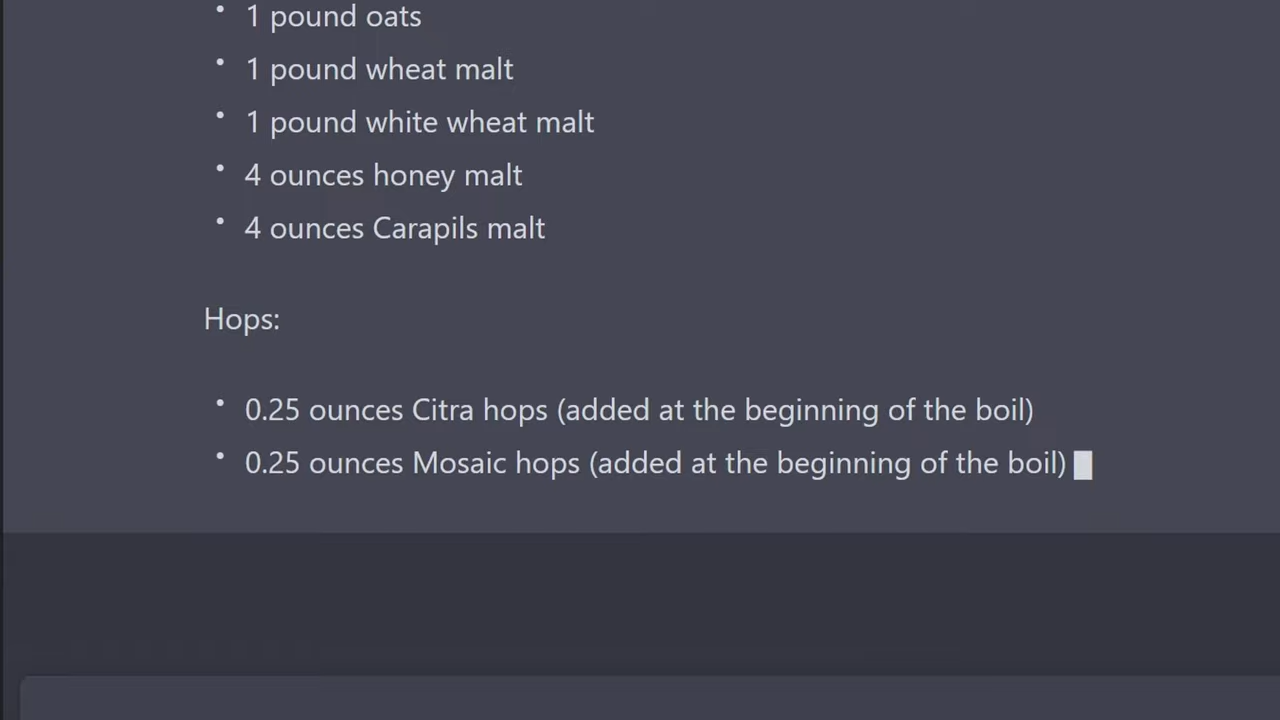 • 1 pound oats
• 1 pound wheat malt
• 1 pound white wheat malt
• 4 ounces honey malt
• 4 ounces Carapils malt
Hops:
• 0.25 ounces Citra hops (added at the beginning of the boil)
• 0.25 ounces Mosaic hops (added at the beginning of the boil)